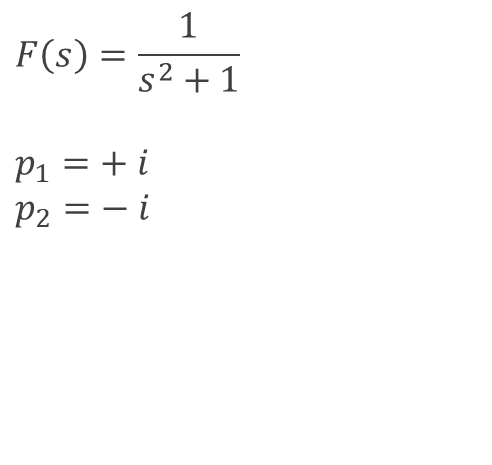 F(s) = 1 / (s² + 1)
p₁ = + i
p₂ = − i